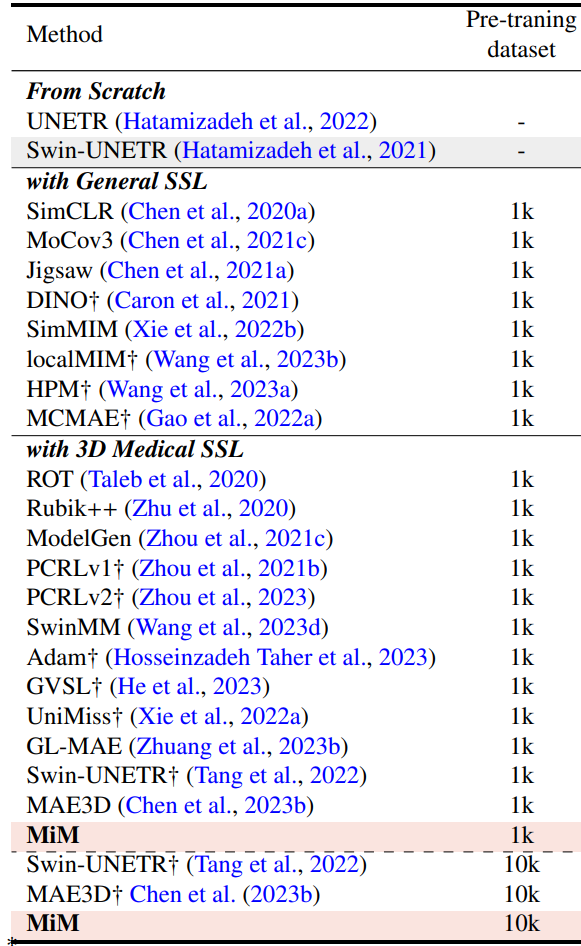 Method Pre-traning dataset
From Scratch
UNETR (Hatamizadeh et al., 2022) -
Swin-UNETR (Hatamizadeh et al., 2021) -
with General SSL
SimCLR (Chen et al., 2020a) 1k
MoCov3 (Chen et al., 2021c) 1k
Jigsaw (Chen et al., 2021a) 1k
DINO† (Caron et al., 2021) 1k
SimMIM (Xie et al., 2022b) 1k
localMIM† (Wang et al., 2023b) 1k
HPM† (Wang et al., 2023a) 1k
MCMAE† (Gao et al., 2022a) 1k
with 3D Medical SSL
ROT (Taleb et al., 2020) 1k
Rubik++ (Zhu et al., 2020) 1k
ModelGen (Zhou et al., 2021c) 1k
PCRLv1† (Zhou et al., 2021b) 1k
PCRLv2† (Zhou et al., 2023) 1k
SwinMM (Wang et al., 2023d) 1k
Adam† (Hosseinzadeh Taher et al., 2023) 1k
GVSL† (He et al., 2023) 1k
UniMiss† (Xie et al., 2022a) 1k
GL-MAE (Zhuang et al., 2023b) 1k
Swin-UNETR† (Tang et al., 2022) 1k
MAE3D (Chen et al., 2023b) 1k
MiM 1k
Swin-UNETR† (Tang et al., 2022) 10k
MAE3D† Chen et al. (2023b) 10k
MiM 10k
*